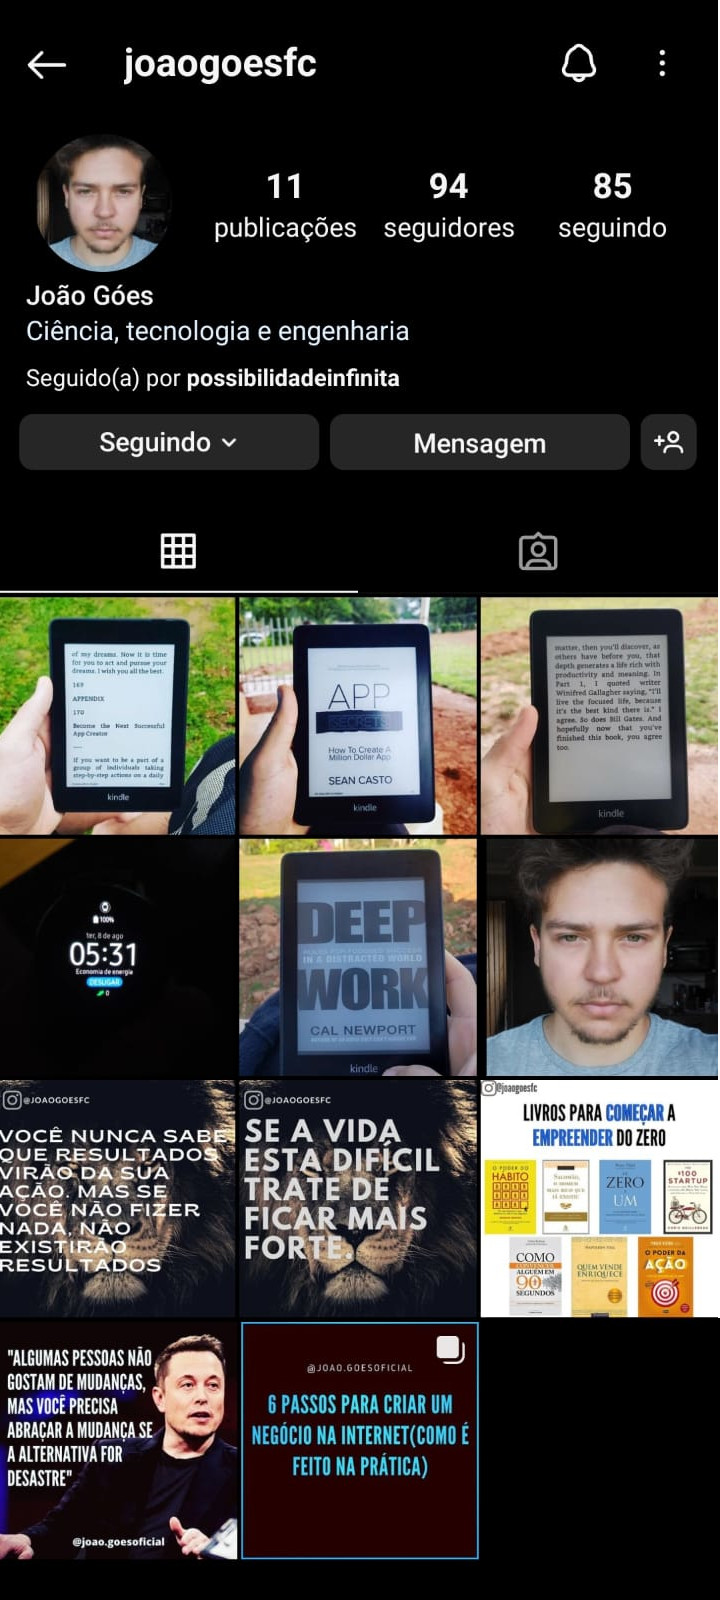 joaogoesfc
11
94
85
publicações
seguidores
seguindo
João Góes
Ciência, tecnologia e engenharia
Seguido(a) por possibilidadeinfinita
Seguindo
Mensagem
of my dreams. Now it is time
for you to act and pursue your
dreams. I wish you all the best.
169
APPENDIX
170
Become the Next Successful
App Creator
If you want to be a part of a
group of individuals taking
step-by-step actions on a daily
kindle
APP
SECRETS
How To Create A
Million Dollar App
SEAN CASTO
kindle
matter, then you'll discover, as
others have before you, that
depth generates a life rich with
productivity and meaning. In
Part 1, I quoted writer
Winifred Gallagher saying, "I'll
live the focused life, because
it's the best kind there is." I
agree. So does Bill Gates. And
hopefully now that you've
finished this book, you agree
too.
kindle
100%
ter, 8 de ago
05:31
Economia de energia
DESLIGAR
0
DEEP
RULES FOR FOCUSED SUCCESS
IN A DISTRACTED WORLD
WORK
CAL NEWPORT
kindle
@JOAOGOESFC
VOCÊ NUNCA SABE
QUE RESULTADOS
VIRÃO DA SUA
AÇÃO. MAS SE
VOCÊ NÃO FIZER
NADA, NÃO
EXISTIRÃO
RESULTADOS
@JOAOGOESFC
SE A VIDA
ESTÁ DIFÍCIL
TRATE DE
FICAR MAIS
FORTE.
@joaogoesfc
LIVROS PARA COMEÇAR A
EMPREENDER DO ZERO
O PODER DO
HÁBITO
SALOMÃO,
O HOMEM
MAIS RICO QUE
JÁ EXISTIU
DE ZERO
A UM
$100
STARTUP
COMO
CONVENCER
ALGUÉM EM
90
SEGUNDOS
QUEM VENDE
ENRIQUECE
O PODER DA
AÇÃO
"ALGUMAS PESSOAS NÃO
GOSTAM DE MUDANÇAS,
MAS VOCÊ PRECISA
ABRAÇAR A MUDANÇA SE
A ALTERNATIVA FOR
DESASTRE"
@joao.goesoficial
@JOAO.GOESOFICIAL
6 PASSOS PARA CRIAR UM
NEGÓCIO NA INTERNET(COMO É
FEITO NA PRÁTICA)